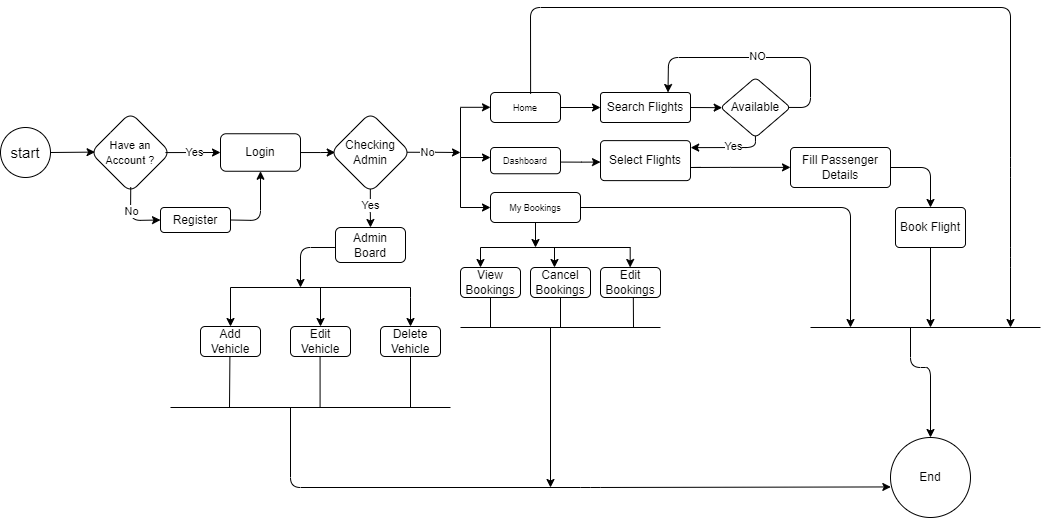 start
Have an
Account ?
Yes
No
Register
Login
Checking
Admin
No
Yes
Admin
Board
Add
Vehicle
Edit
Vehicle
Delete
Vehicle
Home
Search Flights
Available
NO
Yes
Dashboard
Select Flights
Fill Passenger
Details
Book Flight
My Bookings
View
Bookings
Cancel
Bookings
Edit
Bookings
End